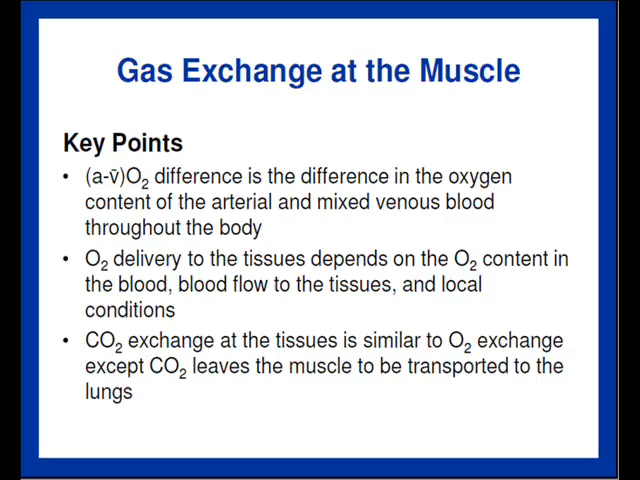 Gas Exchange at the Muscle
Key Points
• (a-v̄)O₂ difference is the difference in the oxygen
content of the arterial and mixed venous blood
throughout the body
• O₂ delivery to the tissues depends on the O₂ content in
the blood, blood flow to the tissues, and local
conditions
• CO₂ exchange at the tissues is similar to O₂ exchange
except CO₂ leaves the muscle to be transported to the
lungs